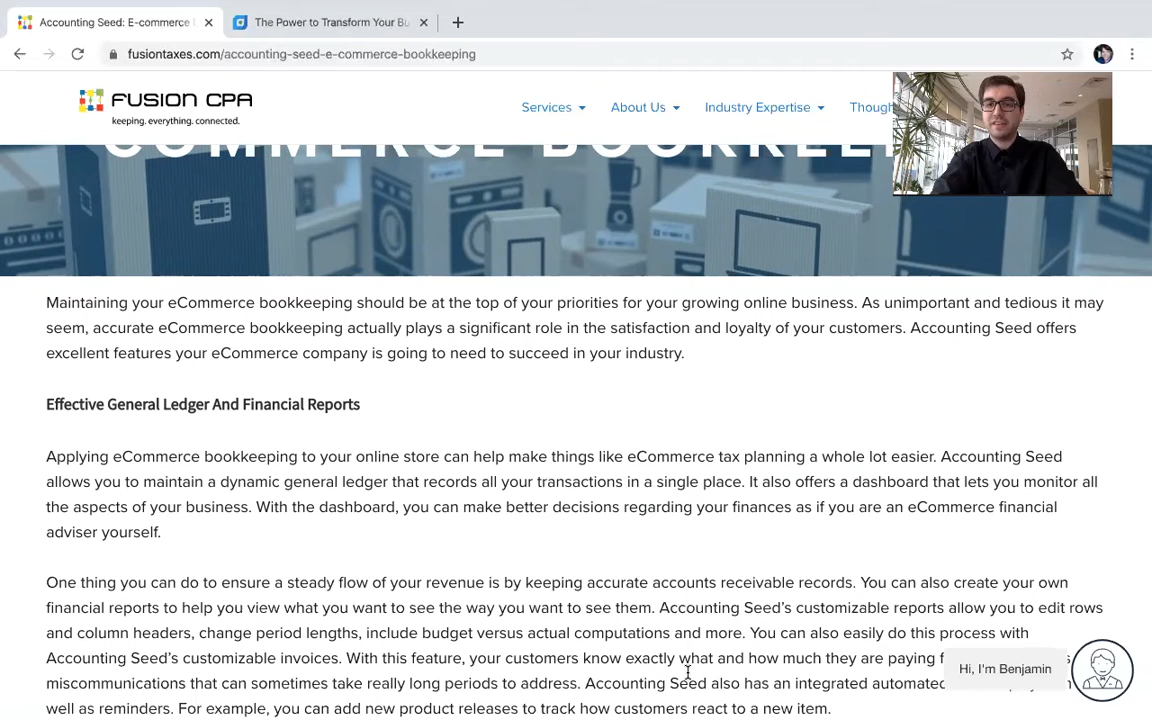 Accounting Seed: E-commerce
The Power to Transform Your Bu
fusiontaxes.com/accounting-seed-e-commerce-bookkeeping
FUSION CPA
keeping. everything. connected.
Services
About Us
Industry Expertise
Though
COMMERCE BOOKKEE
Maintaining your eCommerce bookkeeping should be at the top of your priorities for your growing online business. As unimportant and tedious it may
seem, accurate eCommerce bookkeeping actually plays a significant role in the satisfaction and loyalty of your customers. Accounting Seed offers
excellent features your eCommerce company is going to need to succeed in your industry.
Effective General Ledger And Financial Reports
Applying eCommerce bookkeeping to your online store can help make things like eCommerce tax planning a whole lot easier. Accounting Seed
allows you to maintain a dynamic general ledger that records all your transactions in a single place. It also offers a dashboard that lets you monitor all
the aspects of your business. With the dashboard, you can make better decisions regarding your finances as if you are an eCommerce financial
adviser yourself.
One thing you can do to ensure a steady flow of your revenue is by keeping accurate accounts receivable records. You can also create your own
financial reports to help you view what you want to see the way you want to see them. Accounting Seed's customizable reports allow you to edit rows
and column headers, change period lengths, include budget versus actual computations and more. You can also easily do this process with
Accounting Seed's customizable invoices. With this feature, your customers know exactly what and how much they are paying
miscommunications that can sometimes take really long periods to address. Accounting Seed also has an integrated automated
well as reminders. For example, you can add new product releases to track how customers react to a new item.
Hi, I'm Benjamin